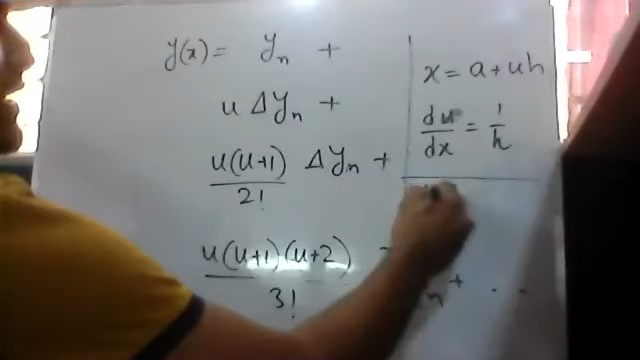 y(x) = yₙ +
u Δyₙ +
u(u+1)/2! Δyₙ +
u(u+1)(u+2)/3!
n + . .
x = a + uh
du/dx = 1/h